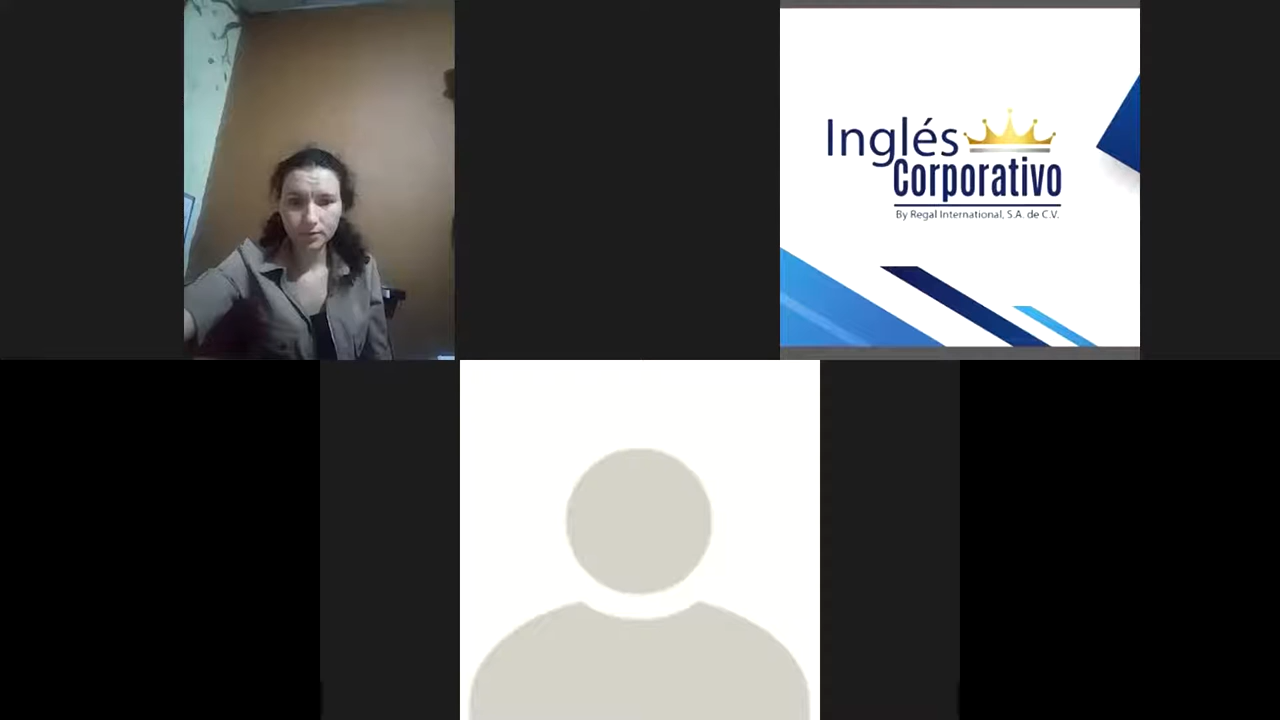 Inglés
Corporativo
By Regal International, S.A. de C.V.